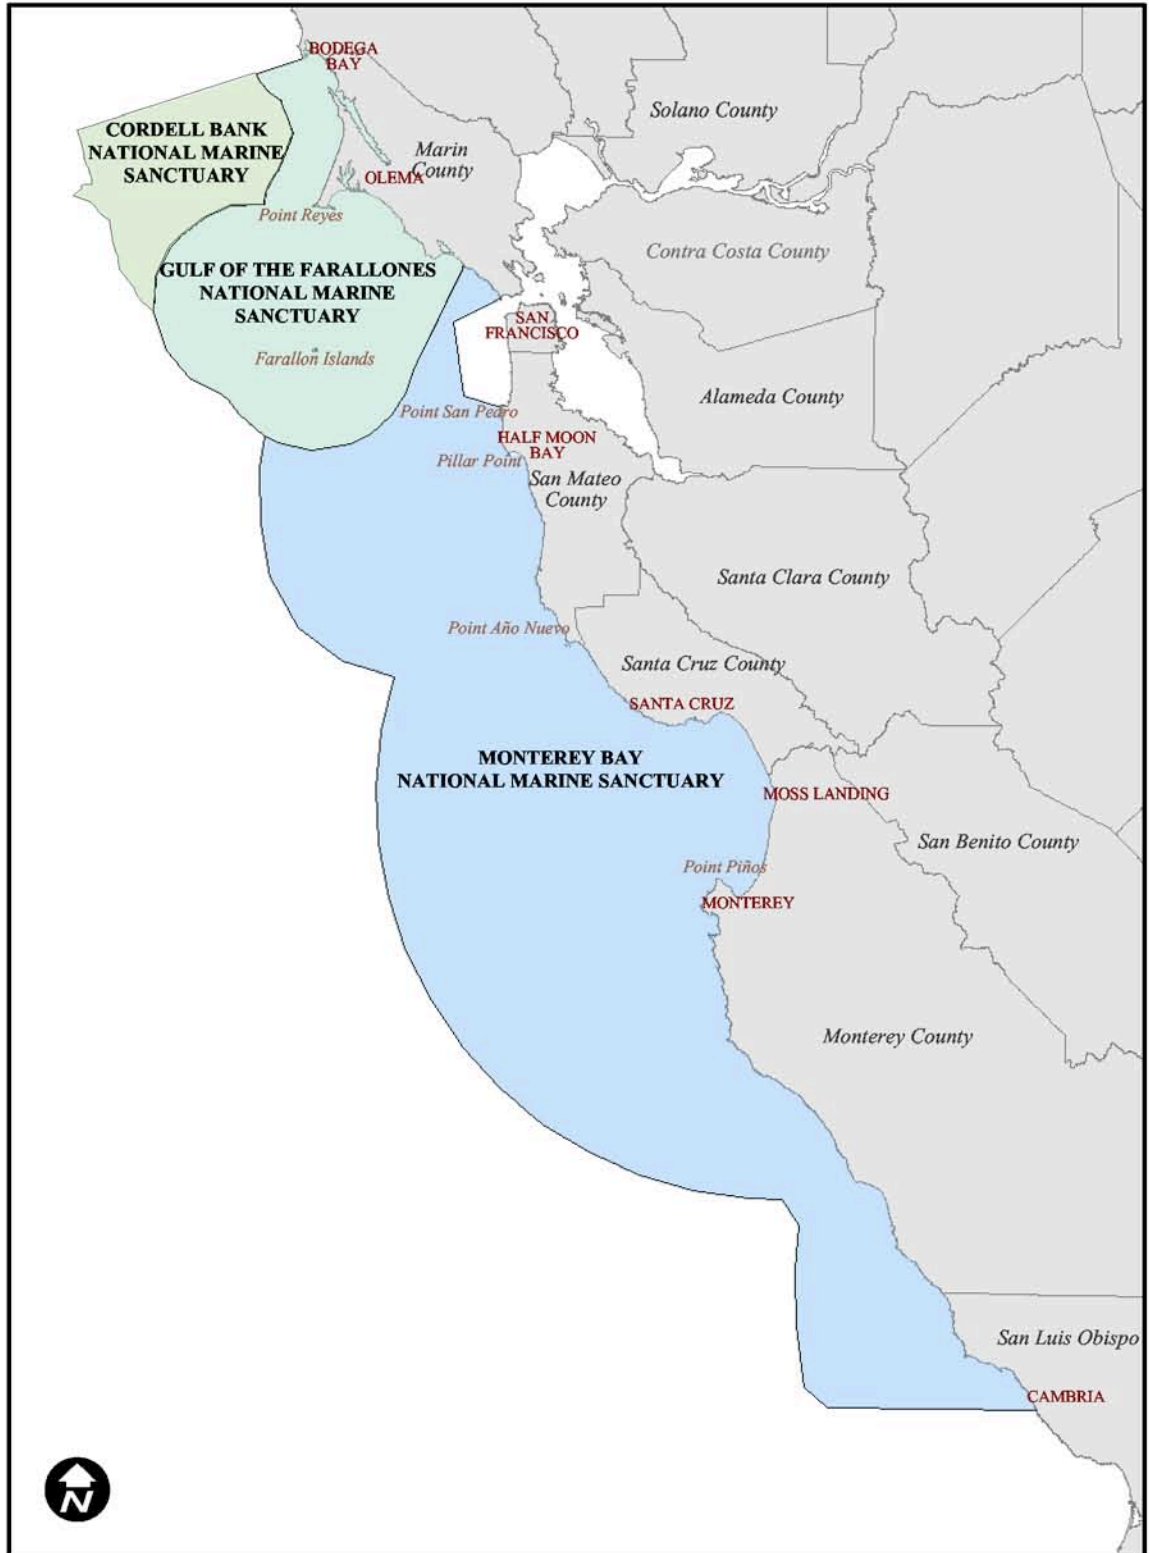 BODEGA
BAY
Solano County
CORDELL BANK
NATIONAL MARINE
SANCTUARY
Marin
County
OLEMA
Point Reyes
Contra Costa County
GULF OF THE FARALLONES
NATIONAL MARINE
SANCTUARY
SAN
FRANCISCO
Farallon Islands
Alameda County
Point San Pedro
HALF MOON
BAY
Pillar Point
San Mateo
County
Santa Clara County
Point Año Nuevo
Santa Cruz County
SANTA CRUZ
MONTEREY BAY
NATIONAL MARINE SANCTUARY
MOSS LANDING
San Benito County
Point Piños
MONTEREY
Monterey County
San Luis Obispo
CAMBRIA
N